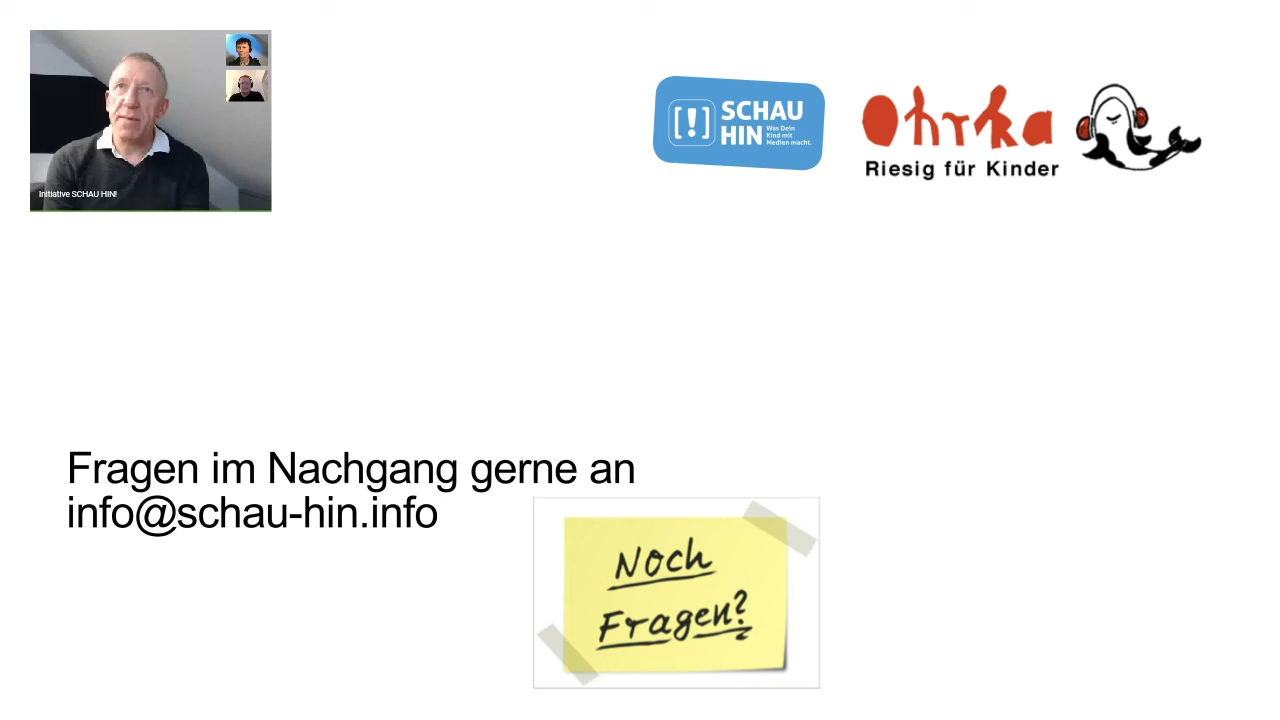 Initiative SCHAU HIN!
[!] SCHAU
HIN Was Dein
Kind mit
Medien macht.
Ohrka
Riesig für Kinder
Fragen im Nachgang gerne an
info@schau-hin.info
Noch
Fragen?